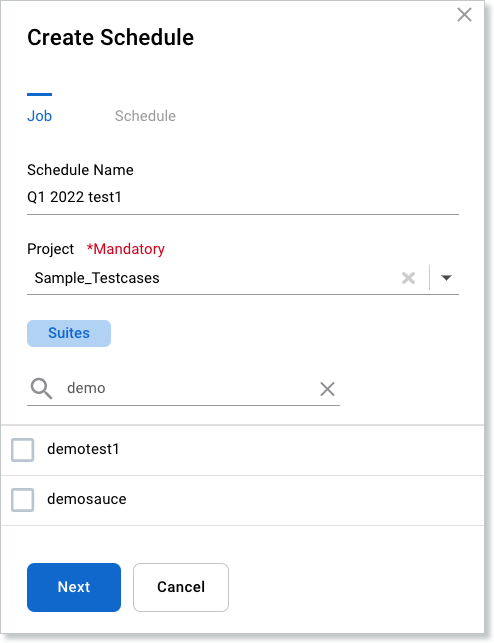 Create Schedule
Job Schedule
Schedule Name
Q1 2022 test1
Project *Mandatory
Sample_Testcases
Suites
demo
demotest1
demosauce
Next Cancel